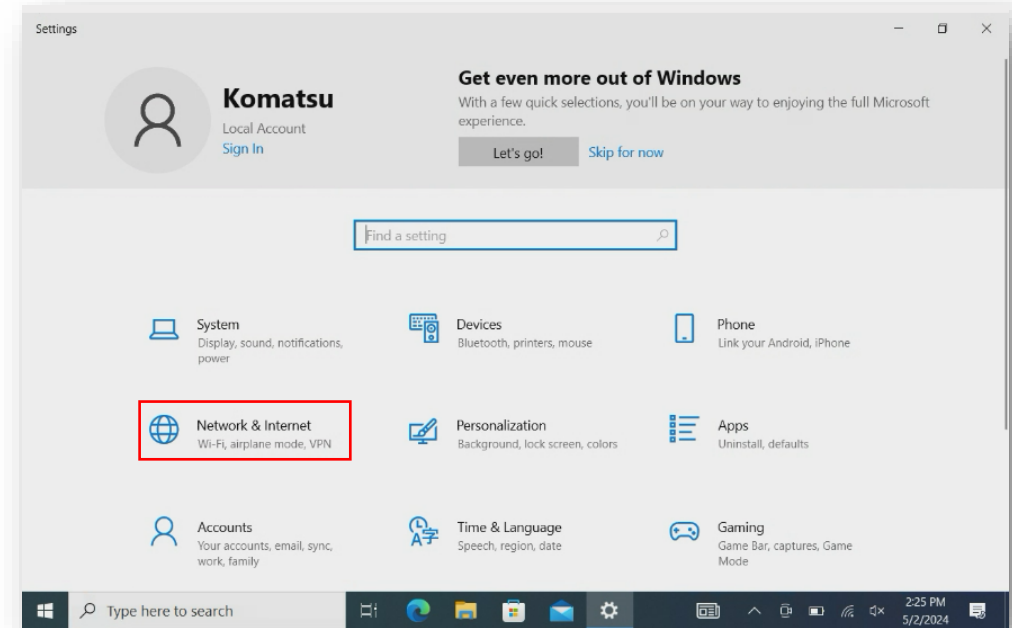 Settings
Komatsu
Local Account
Sign In
Get even more out of Windows
With a few quick selections, you'll be on your way to enjoying the full Microsoft
experience.
Let's go!
Skip for now
Find a setting
System
Display, sound, notifications,
power
Devices
Bluetooth, printers, mouse
Phone
Link your Android, iPhone
Network & Internet
Wi-Fi, airplane mode, VPN
Personalization
Background, lock screen, colors
Apps
Uninstall, defaults
Accounts
Your accounts, email, sync,
work, family
Time & Language
Speech, region, date
Gaming
Game Bar, captures, Game
Mode
Type here to search
2:25 PM
5/2/2024